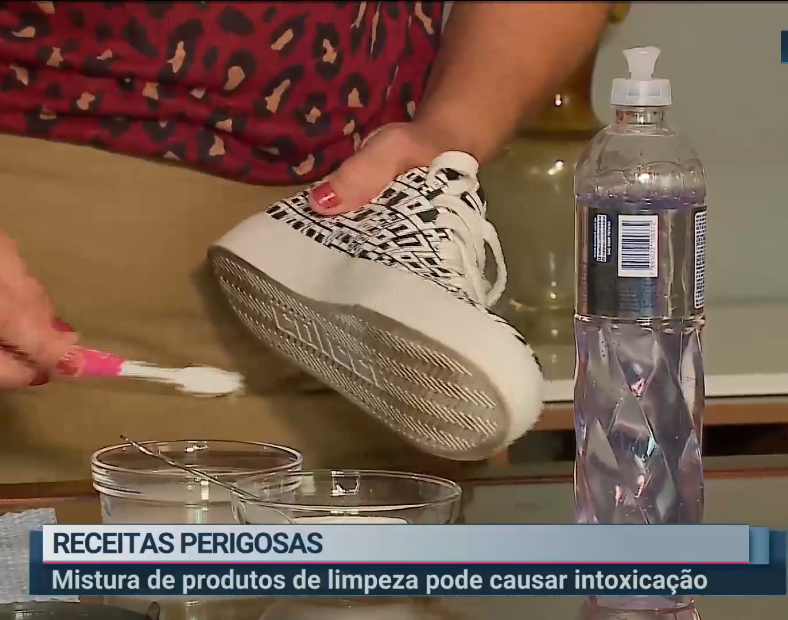 RECEITAS PERIGOSAS
Mistura de produtos de limpeza pode causar intoxicação